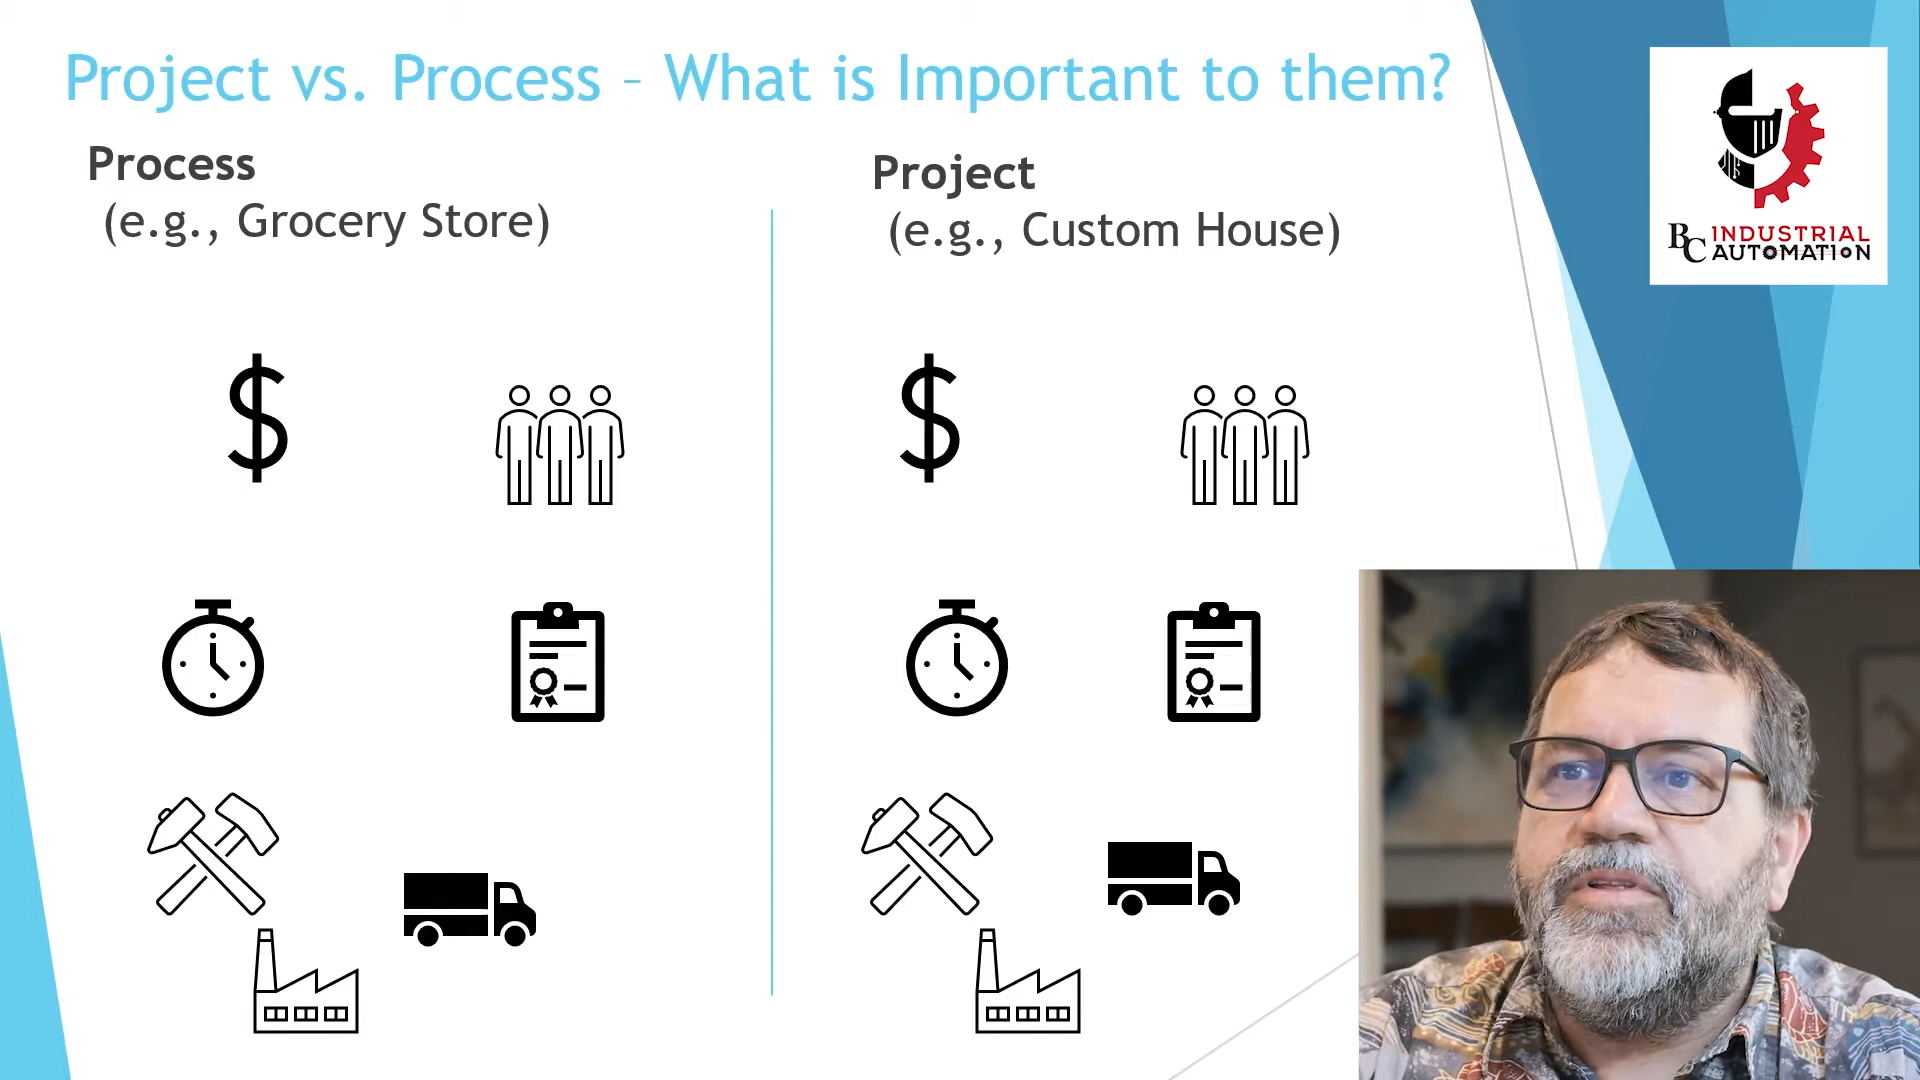 Project vs. Process – What is Important to them?
Process
(e.g., Grocery Store)
Project
(e.g., Custom House)
BC INDUSTRIAL
AUTOMATION